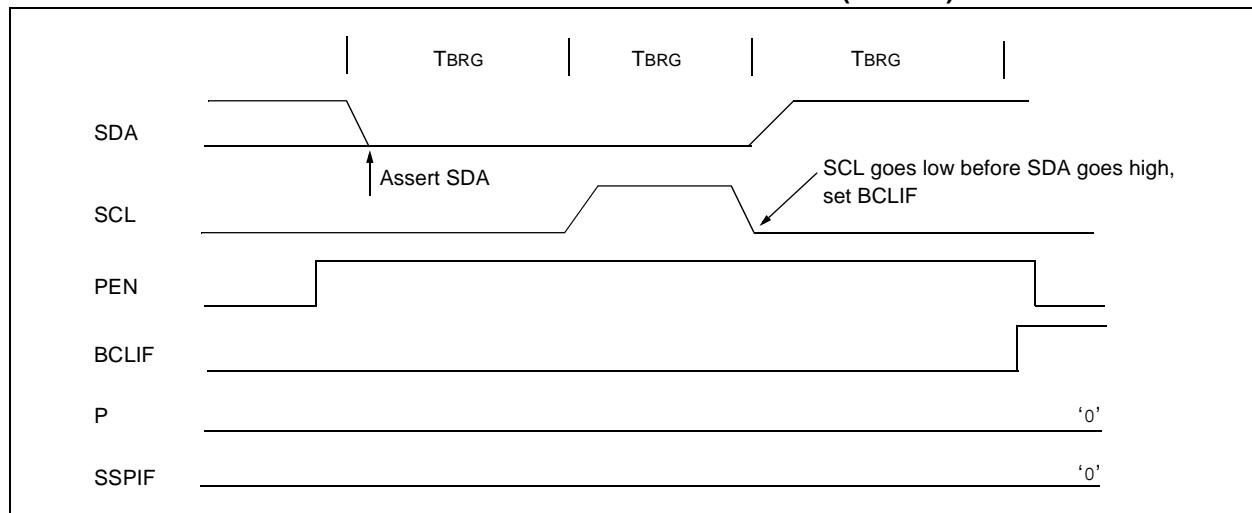 TBRG TBRG TBRG
SDA
Assert SDA
SCL goes low before SDA goes high,
set BCLIF
SCL
PEN
BCLIF
P
‘0’
SSPIF
‘0’